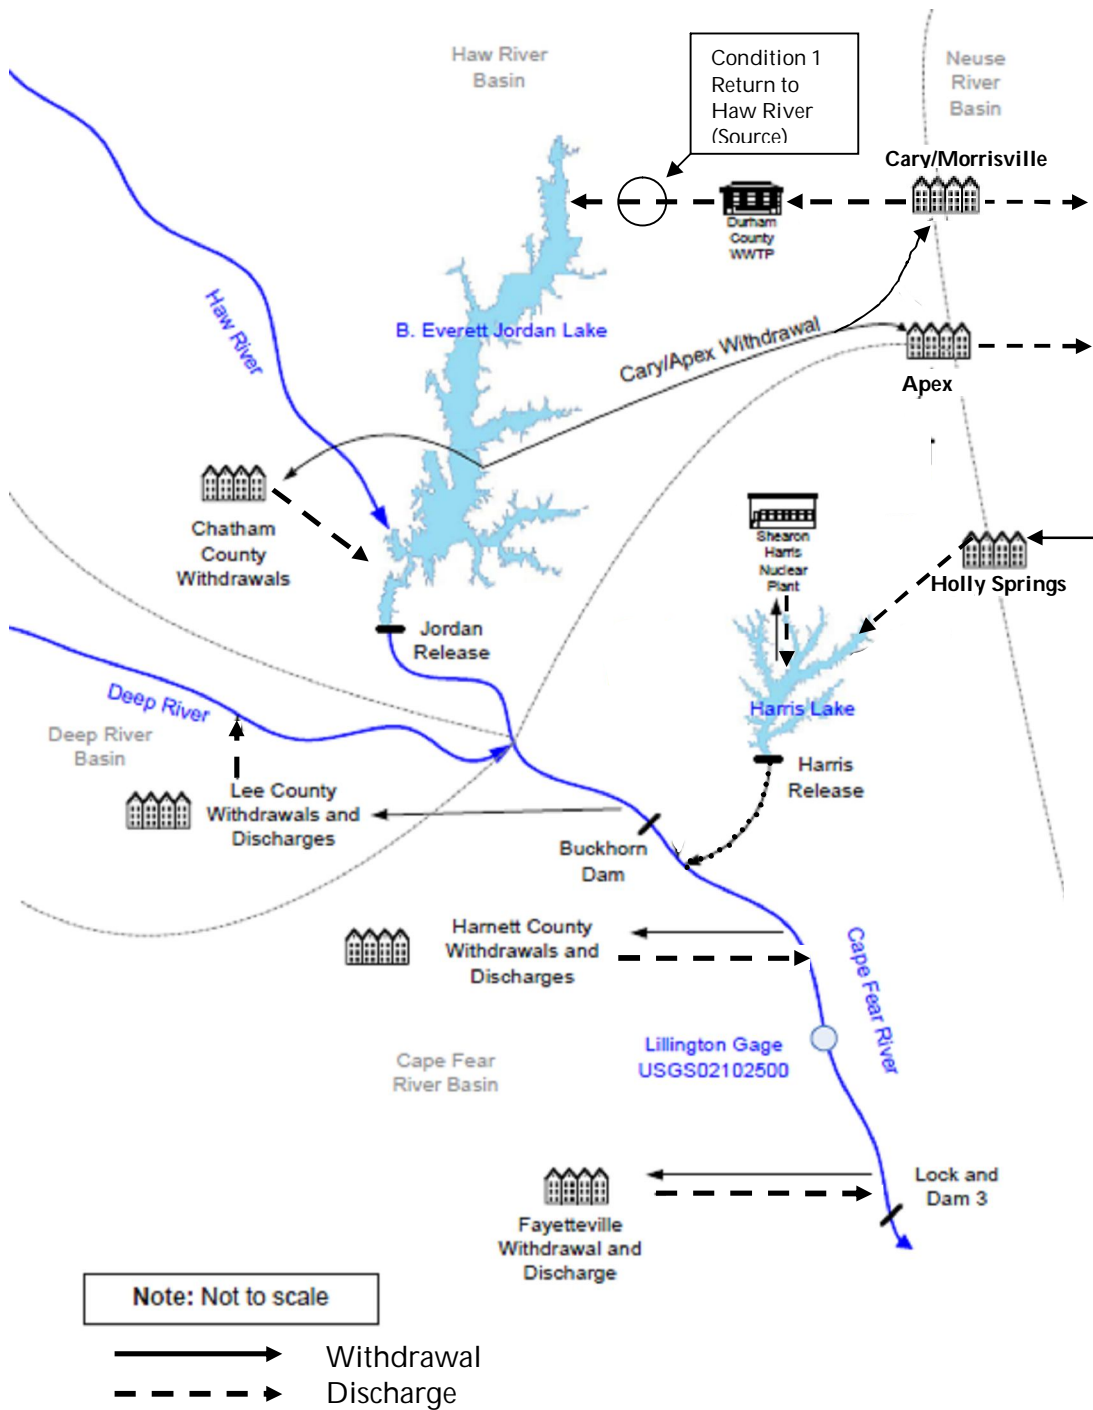 Haw River
Basin
Condition 1
Return to
Haw River
(Source)
Neuse
River
Basin
Cary/Morrisville
Durham
County
WWTP
Haw River
B. Everett Jordan Lake
Cary/Apex Withdrawal
Apex
Chatham
County
Withdrawals
Shearon
Harris
Nuclear
Plant
Holly Springs
Jordan
Release
Deep River
Deep River
Basin
Harris Lake
Lee County
Withdrawals and
Discharges
Harris
Release
Buckhorn
Dam
Harnett County
Withdrawals and
Discharges
Cape Fear River
Lillington Gage
USGS02102500
Cape Fear
River Basin
Lock and
Dam 3
Fayetteville
Withdrawal and
Discharge
Note: Not to scale
Withdrawal
Discharge